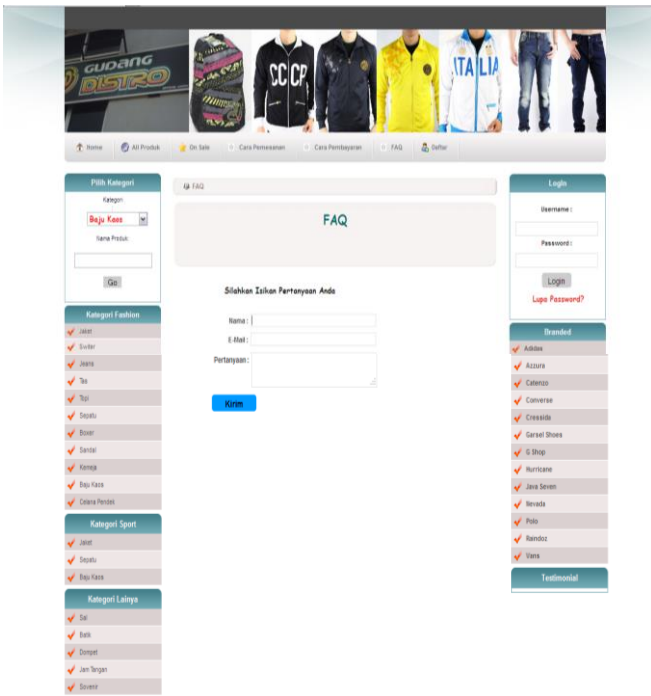 GUDANG
DISTRO
CCCP
ITALIA
Home
All Produk
On Sale
Cara Pemesanan
Cara Pembayaran
FAQ
Daftar
Pilih Kategori
Kategori:
Baju Kaos
Nama Produk:
Go
Kategori Fashion
Jaket
Switer
Jeans
Tas
Topi
Sepatu
Boxer
Sandal
Kemeja
Baju Kaos
Celana Pendek
Kategori Sport
Jaket
Sepatu
Baju Kaos
Kategori Lainya
Sal
Batik
Dompet
Jam Tangan
Sovenir
FAQ
FAQ
Silahkan Isikan Pertanyaan Anda
Nama :
E-Mail :
Pertanyaan :
Kirim
Login
Username :
Password :
Login
Lupa Password?
Branded
Adidas
Azzura
Catenzo
Converse
Cressida
Garsel Shoes
G Shop
Hurricane
Java Seven
Nevada
Polo
Raindoz
Vans
Testimonial